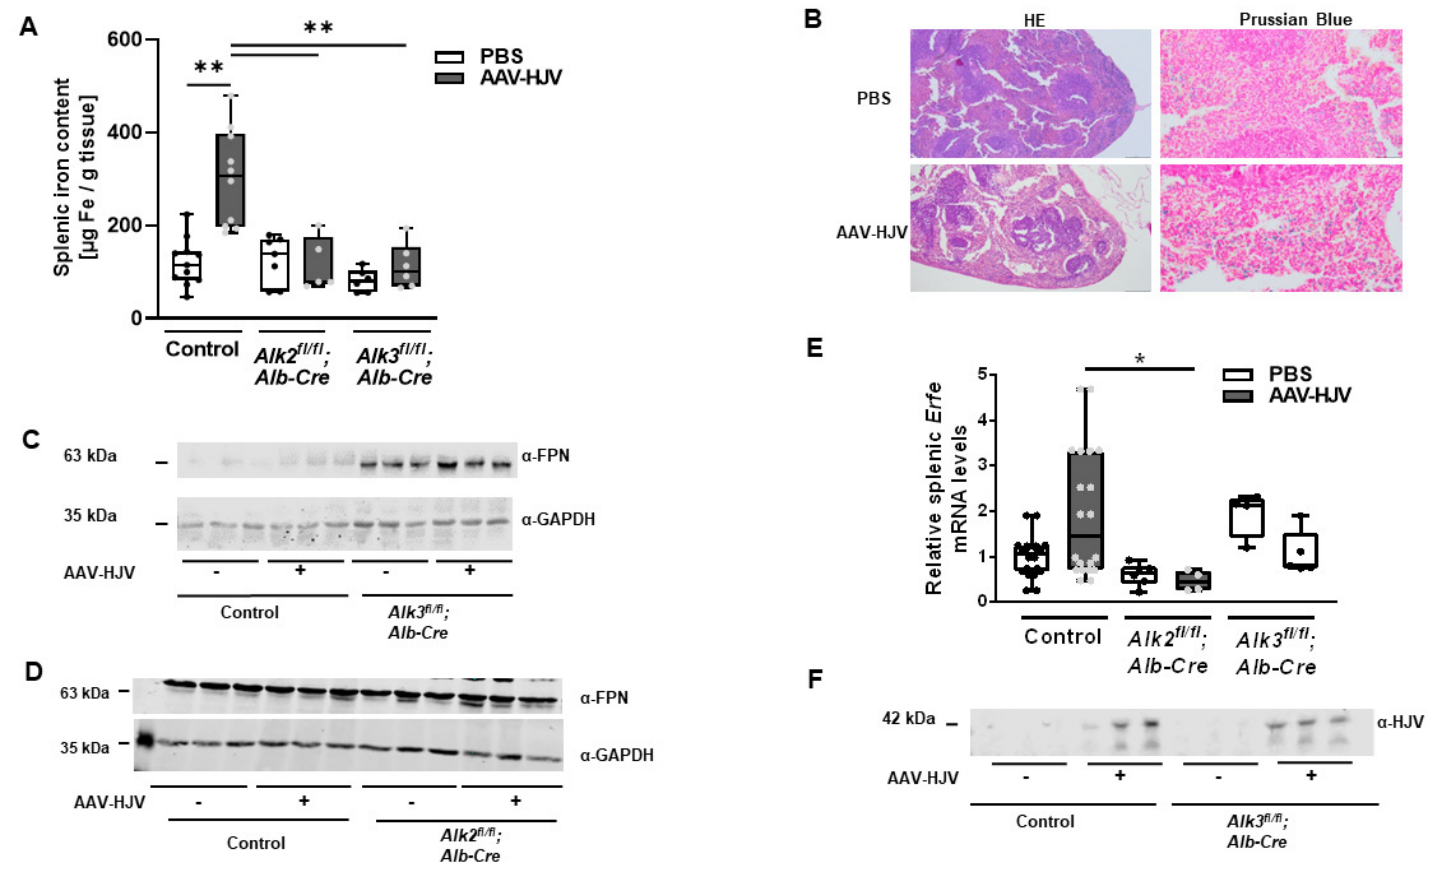 A
600
400
200
0
Splenic iron content
[µg Fe / g tissue]
**
**
PBS
AAV-HJV
Control
Alk2fl/fl;
Alb-Cre
Alk3fl/fl;
Alb-Cre
B
HE
Prussian Blue
PBS
AAV-HJV
C
63 kDa
α-FPN
35 kDa
α-GAPDH
AAV-HJV
-
+
-
+
Control
Alk3fl/fl;
Alb-Cre
D
63 kDa
α-FPN
35 kDa
α-GAPDH
AAV-HJV
-
+
-
+
Control
Alk2fl/fl;
Alb-Cre
E
5
4
3
2
1
0
Relative splenic Erfe
mRNA levels
*
PBS
AAV-HJV
Control
Alk2fl/fl;
Alb-Cre
Alk3fl/fl;
Alb-Cre
F
42 kDa
α-HJV
AAV-HJV
-
+
-
+
Control
Alk3fl/fl;
Alb-Cre